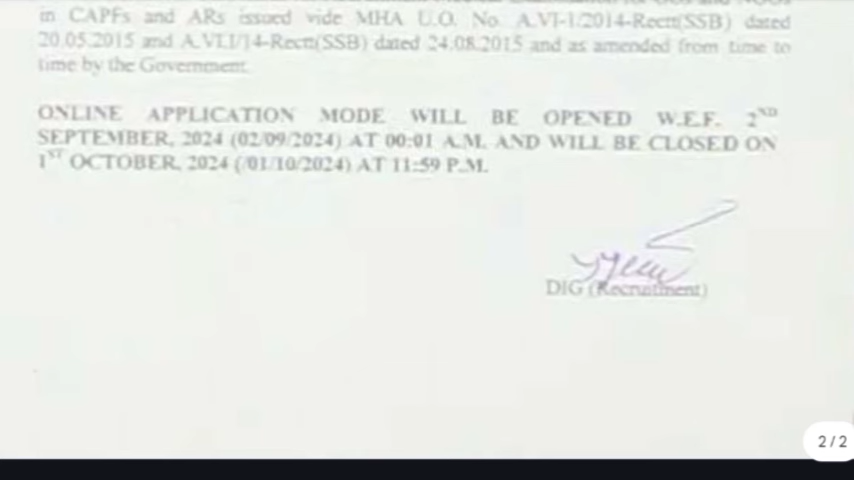 in CAPFs and ARs issued vide MHA U.O. No. A.VI-1/2014-Rectt(SSB) dated
20.05.2015 and A.VI.1/14-Rectt(SSB) dated 24.08.2015 and as amended from time to
time by the Government.
ONLINE APPLICATION MODE WILL BE OPENED W.E.F. 2ND
SEPTEMBER, 2024 (02/09/2024) AT 00:01 A.M. AND WILL BE CLOSED ON
1ST OCTOBER, 2024 (/01/10/2024) AT 11:59 P.M.
DIG (Recruitment)
2/2